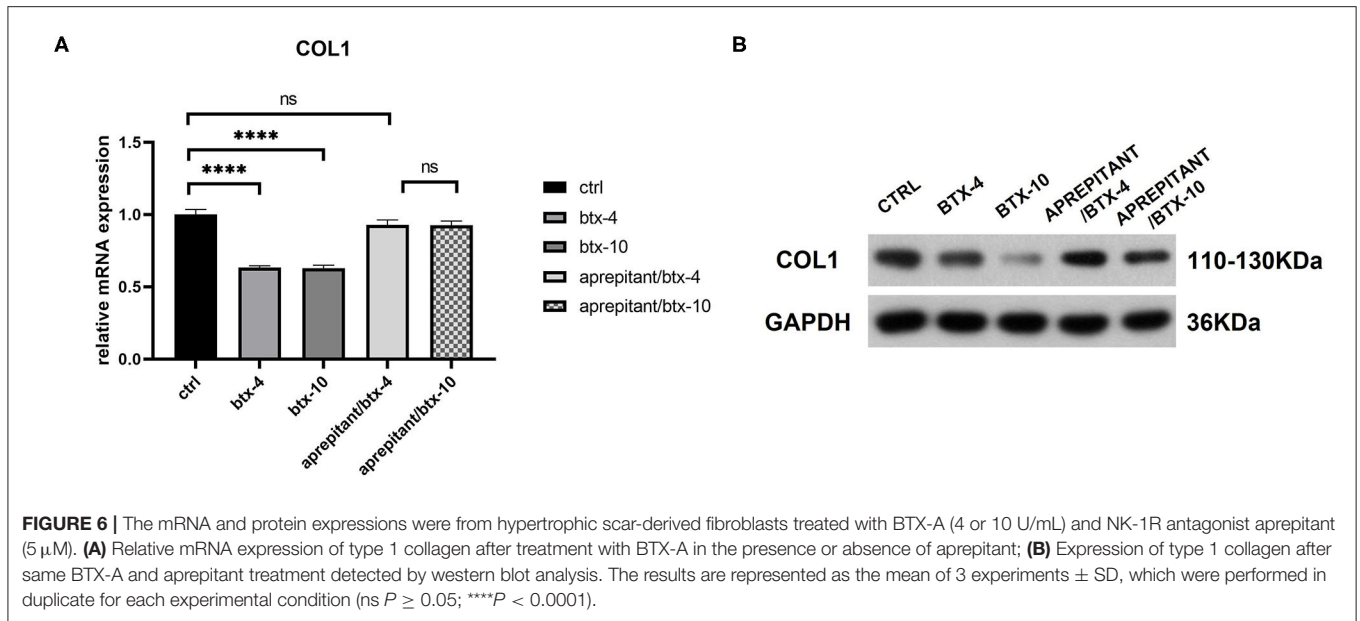 A
COL1
ns
****
****
ns
relative mRNA expression
1.5
1.0
0.5
0.0
ctrl
btx-4
btx-10
aprepitant/btx-4
aprepitant/btx-10
ctrl
btx-4
btx-10
aprepitant/btx-4
aprepitant/btx-10
B
CTRL
BTX-4
BTX-10
APREPITANT
/BTX-4
APREPITANT
/BTX-10
COL1
110-130KDa
GAPDH
36KDa
FIGURE 6 | The mRNA and protein expressions were from hypertrophic scar-derived fibroblasts treated with BTX-A (4 or 10 U/mL) and NK-1R antagonist aprepitant
(5 μM). (A) Relative mRNA expression of type 1 collagen after treatment with BTX-A in the presence or absence of aprepitant; (B) Expression of type 1 collagen after
same BTX-A and aprepitant treatment detected by western blot analysis. The results are represented as the mean of 3 experiments ± SD, which were performed in
duplicate for each experimental condition (ns P ≥ 0.05; ****P < 0.0001).